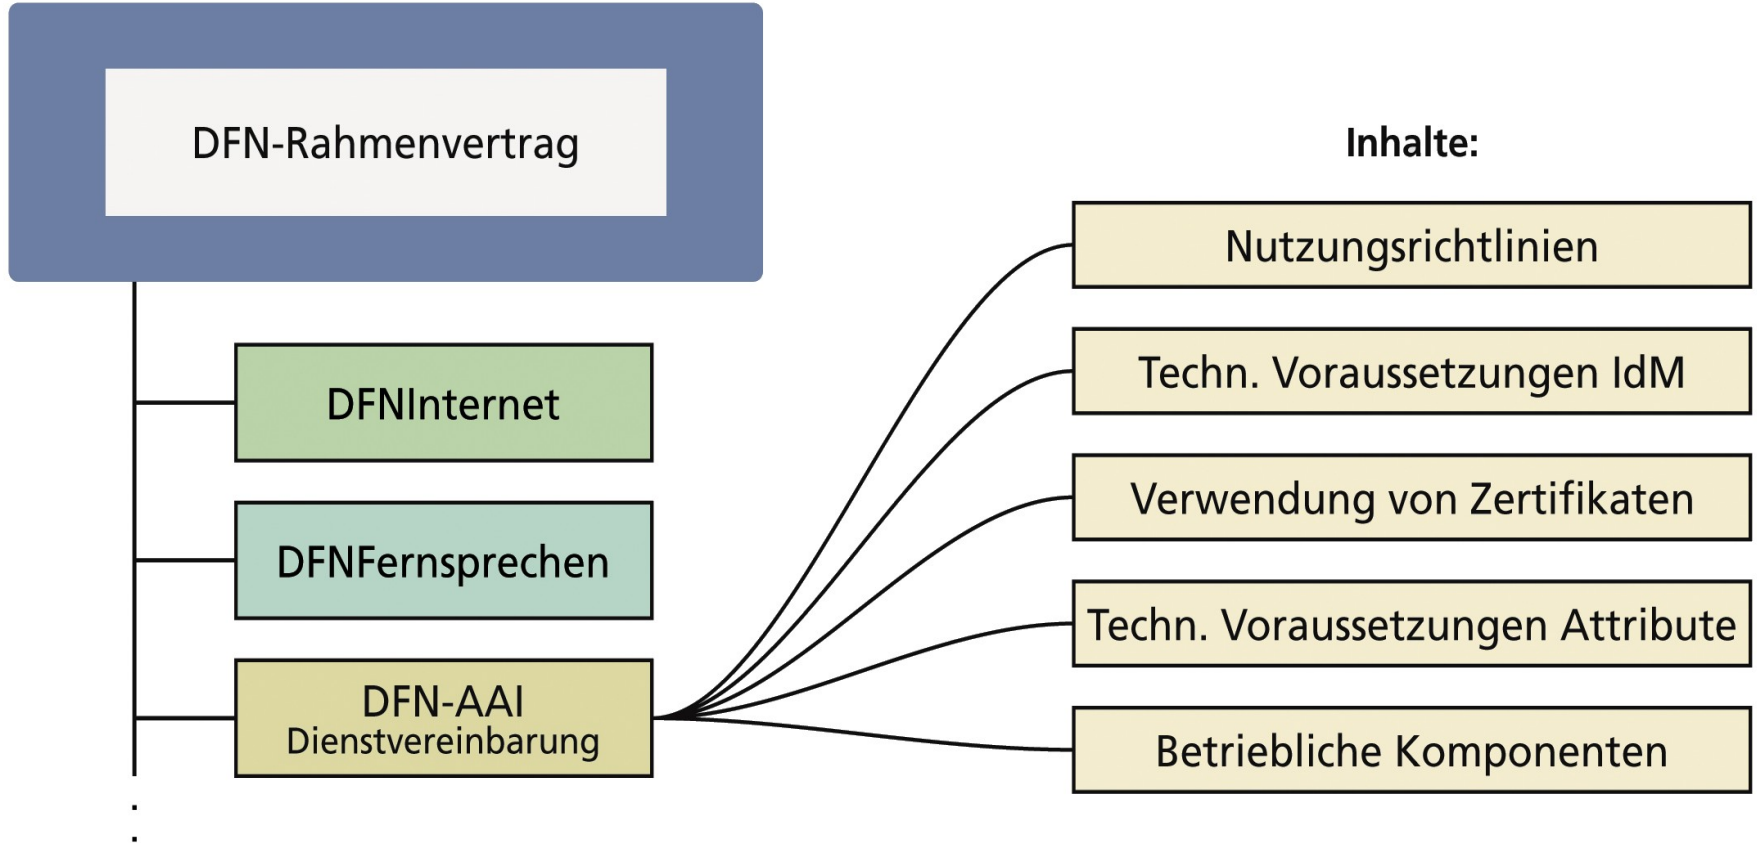 DFN-Rahmenvertrag
DFNInternet
DFNFernsprechen
DFN-AAI
Dienstvereinbarung
Inhalte:
Nutzungsrichtlinien
Techn. Voraussetzungen IdM
Verwendung von Zertifikaten
Techn. Voraussetzungen Attribute
Betriebliche Komponenten